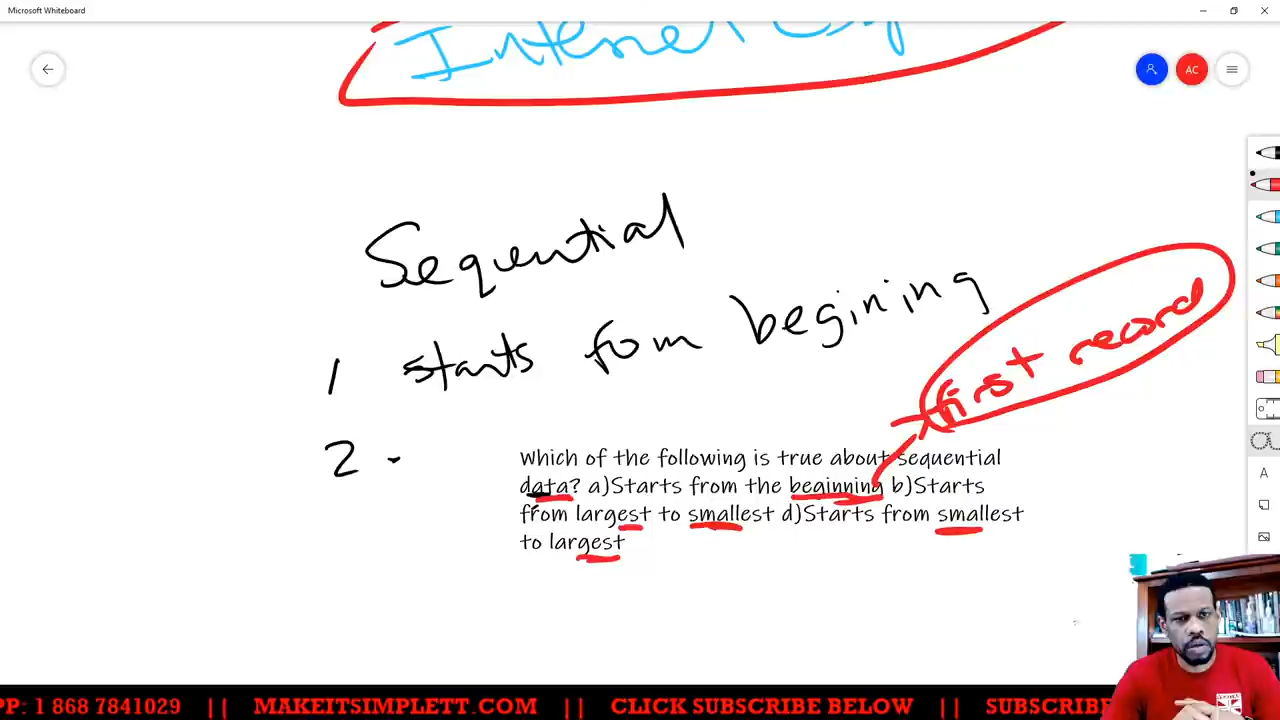 Microsoft Whiteboard
AC
Sequential
1 starts fom begining
first record
2 -
Which of the following is true about sequential
data? a)Starts from the beginning b)Starts
from largest to smallest d)Starts from smallest
to largest
A
PP: 1 868 7841029 || MAKEITSIMPLETT.COM || CLICK SUBSCRIBE BELOW || SUBSCRIBE